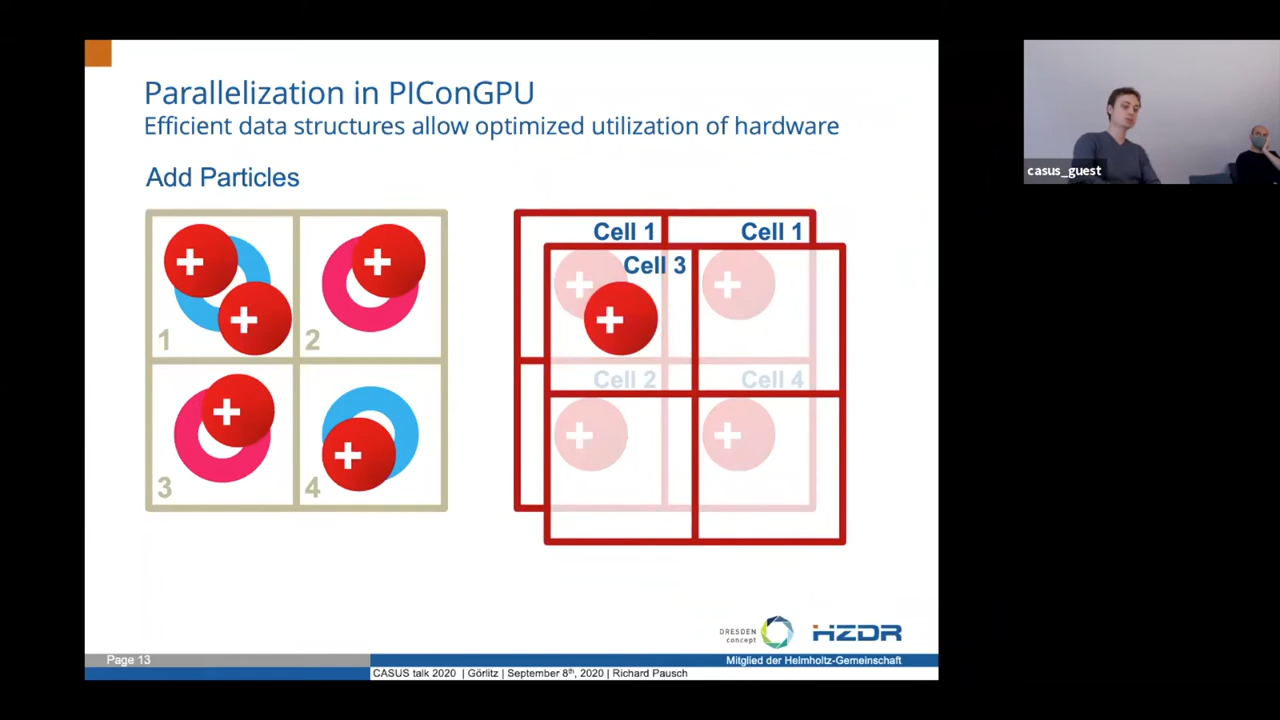 Parallelization in PIConGPU
Efficient data structures allow optimized utilization of hardware
Add Particles
+
+
1
+
2
+
3
+
4
Cell 1
Cell 1
Cell 3
+
+
+
Cell 2
Cell 4
+
+
DRESDEN
concept
HZDR
Page 13
Mitglied der Helmholtz-Gemeinschaft
CASUS talk 2020 | Görlitz | September 8th, 2020 | Richard Pausch
casus_guest